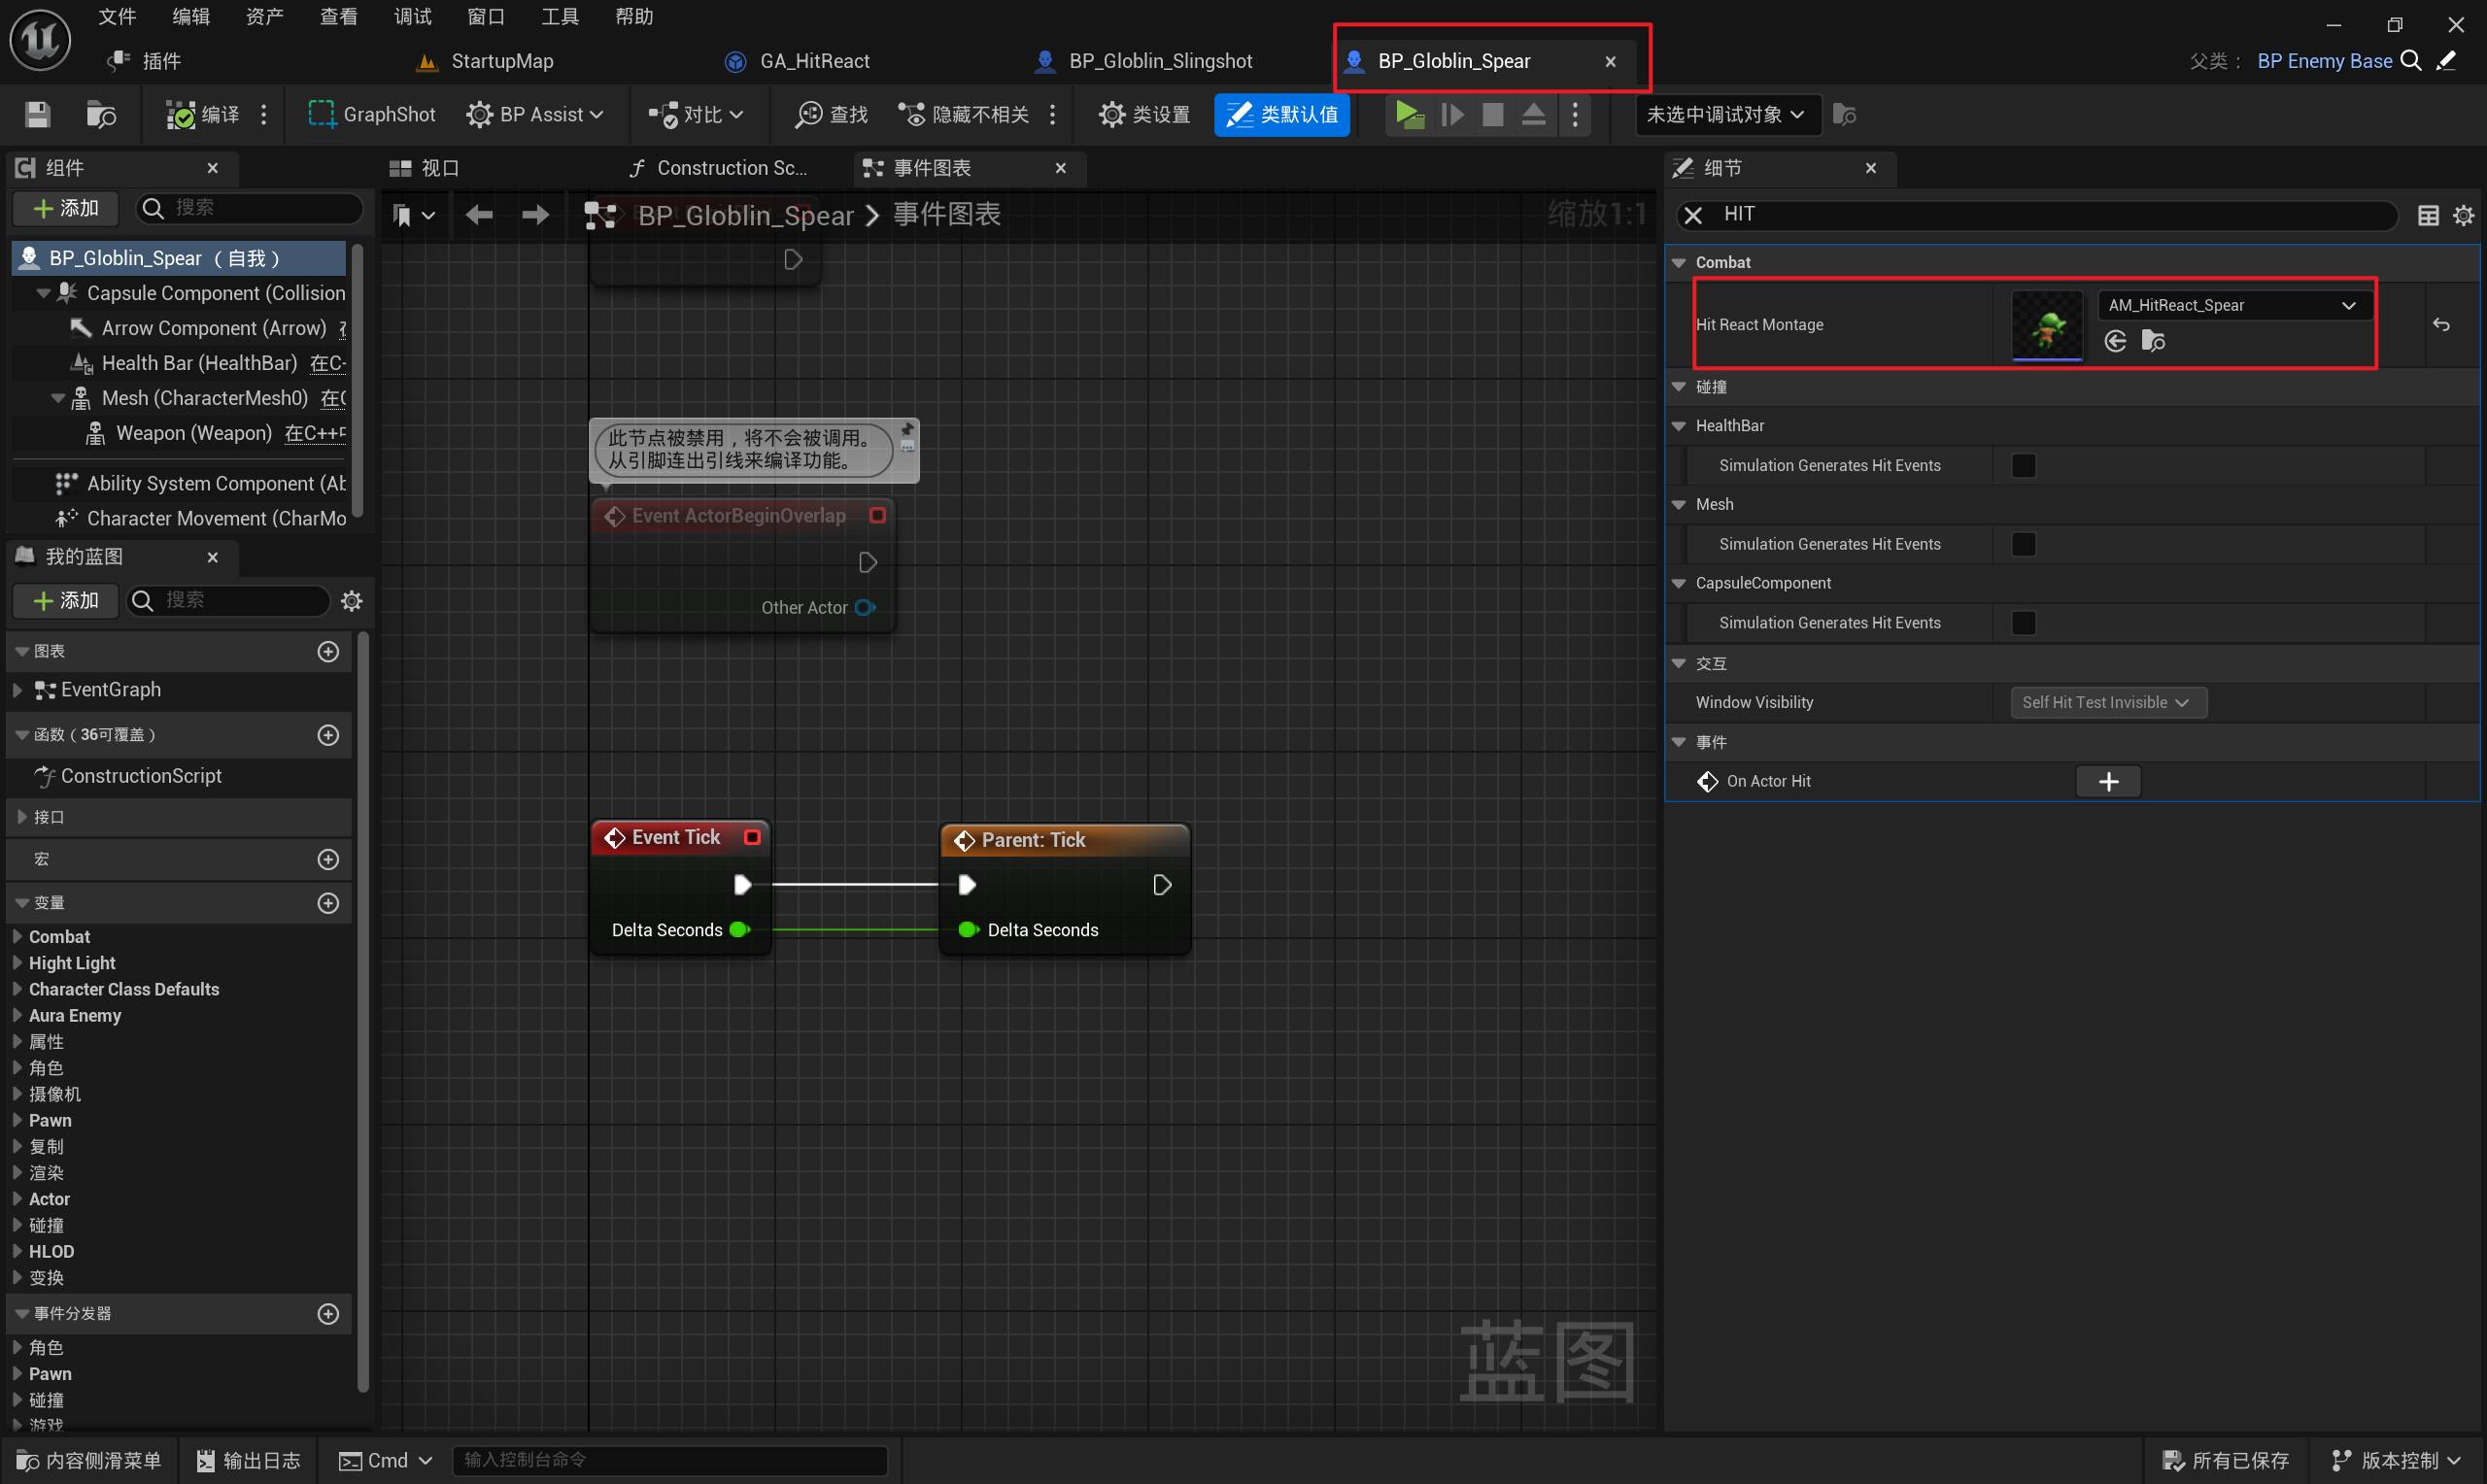 文件 编辑 资产 查看 调试 窗口 工具 帮助
插件 StartupMap GA_HitReact BP_Globlin_Slingshot BP_Globlin_Spear 父类： BP Enemy Base
编译 GraphShot BP Assist 对比 查找 隐藏不相关 类设置 类默认值 未选中调试对象
组件
添加 搜索
BP_Globlin_Spear （自我）
Capsule Component (Collision
Arrow Component (Arrow)
Health Bar (HealthBar) 在C
Mesh (CharacterMesh0) 在C
Weapon (Weapon) 在C++中
Ability System Component (Ab
Character Movement (CharMo
我的蓝图
添加 搜索
图表
EventGraph
函数（36可覆盖）
ConstructionScript
接口
宏
变量
Combat
Hight Light
Character Class Defaults
Aura Enemy
属性
角色
摄像机
Pawn
复制
渲染
Actor
碰撞
HLOD
变换
事件分发器
角色
Pawn
碰撞
游戏
视口 Construction Sc... 事件图表
BP_Globlin_Spear 事件图表 缩放1:1
此节点被禁用，将不会被调用。
从引脚连出引线来编译功能。
Event ActorBeginOverlap
Other Actor
Event Tick
Delta Seconds
Parent: Tick
Delta Seconds
蓝图
细节
HIT
Combat
Hit React Montage AM_HitReact_Spear
碰撞
HealthBar
Simulation Generates Hit Events
Mesh
Simulation Generates Hit Events
CapsuleComponent
Simulation Generates Hit Events
交互
Window Visibility Self Hit Test Invisible
事件
On Actor Hit
内容侧滑菜单 输出日志 Cmd 输入控制台命令 所有已保存 版本控制